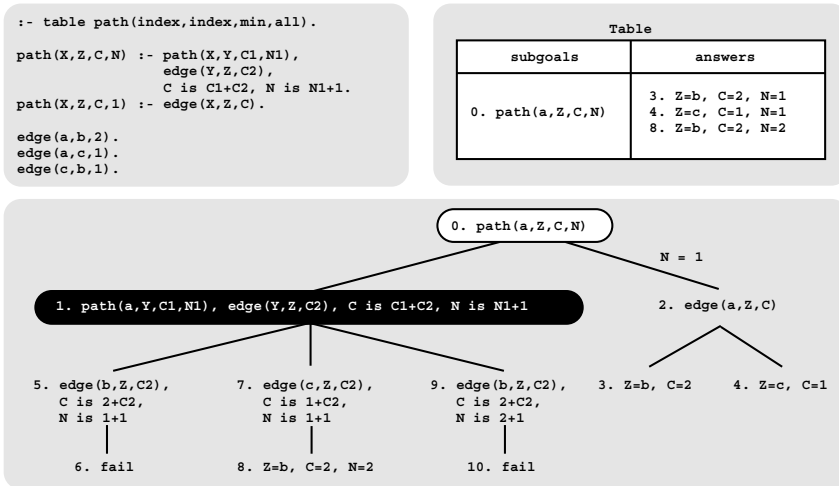 :- table path(index,index,min,all).
path(X,Z,C,N) :- path(X,Y,C1,N1),
edge(Y,Z,C2),
C is C1+C2, N is N1+1.
path(X,Z,C,1) :- edge(X,Z,C).
edge(a,b,2).
edge(a,c,1).
edge(c,b,1).
Table
subgoals answers
0. path(a,Z,C,N)
3. Z=b, C=2, N=1
4. Z=c, C=1, N=1
8. Z=b, C=2, N=2
0. path(a,Z,C,N)
N = 1
1. path(a,Y,C1,N1), edge(Y,Z,C2), C is C1+C2, N is N1+1
2. edge(a,Z,C)
5. edge(b,Z,C2),
C is 2+C2,
N is 1+1
7. edge(c,Z,C2),
C is 1+C2,
N is 1+1
9. edge(b,Z,C2),
C is 2+C2,
N is 2+1
3. Z=b, C=2
4. Z=c, C=1
6. fail
8. Z=b, C=2, N=2
10. fail